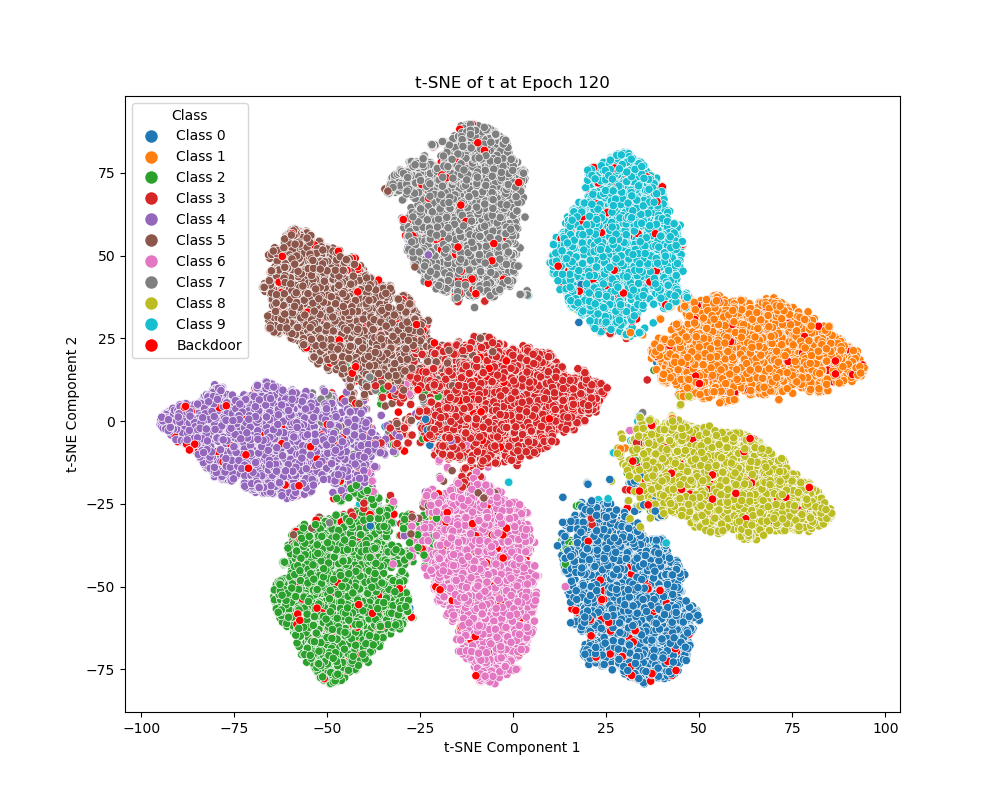 t-SNE of t at Epoch 120
Class
Class 0
Class 1
Class 2
Class 3
Class 4
Class 5
Class 6
Class 7
Class 8
Class 9
Backdoor
75
50
25
0
−25
−50
−75
t-SNE Component 2
−100 −75 −50 −25 0 25 50 75 100
t-SNE Component 1